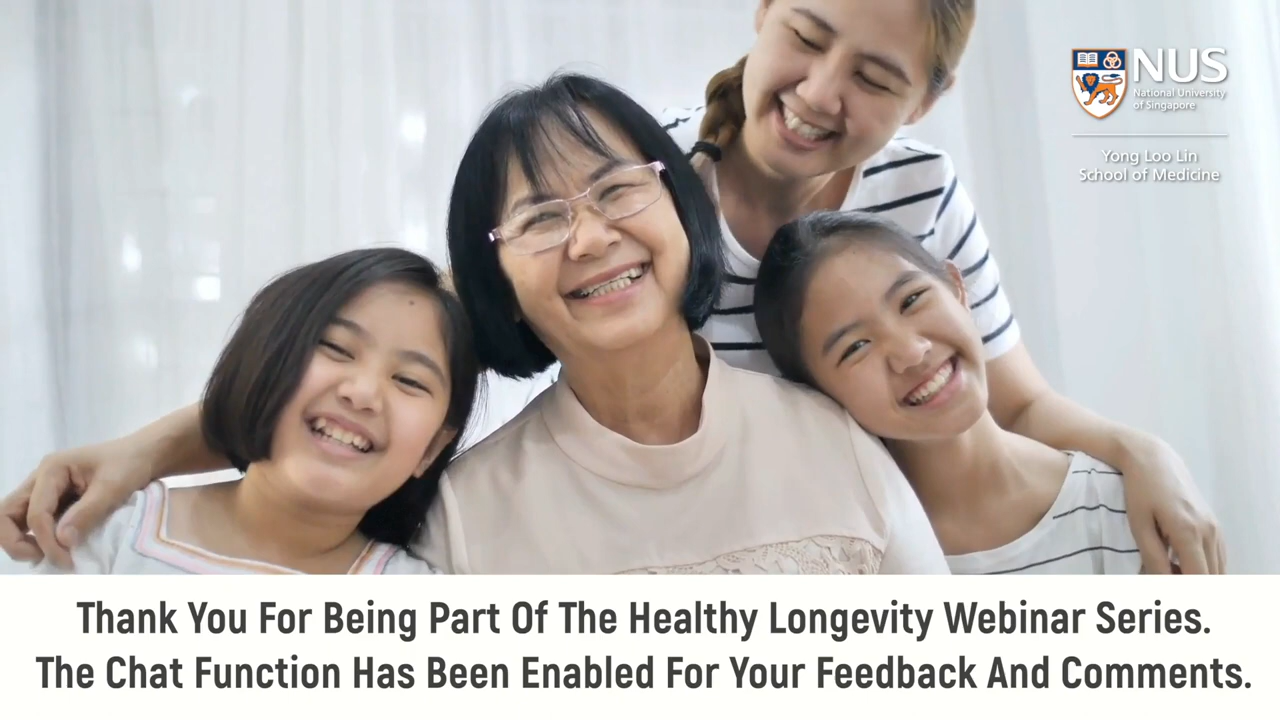 NUS
National University
of Singapore
Yong Loo Lin
School of Medicine
Thank You For Being Part Of The Healthy Longevity Webinar Series.
The Chat Function Has Been Enabled For Your Feedback And Comments.